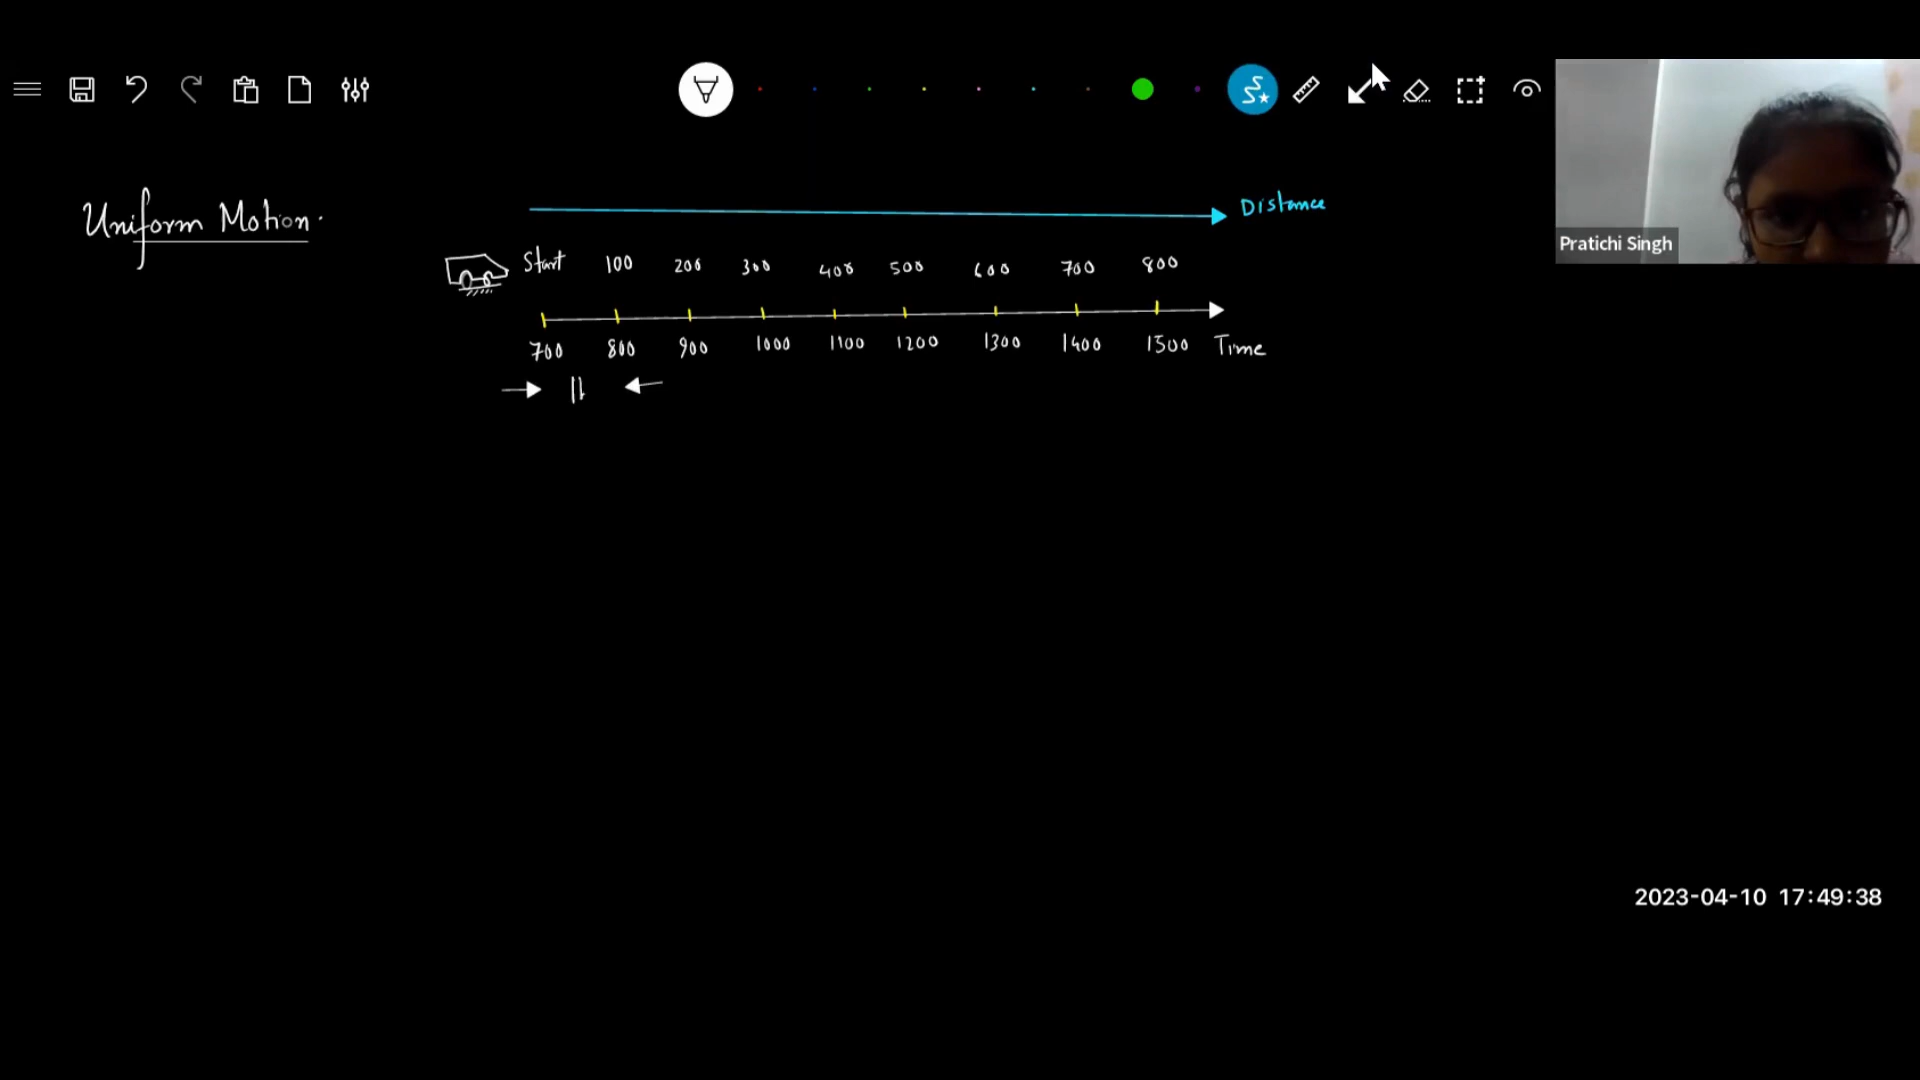 Uniform Motion.
Distance
Start 100 200 300 400 500 600 700 800
700 800 900 1000 1100 1200 1300 1400 1500 Time
Pratichi Singh
2023-04-10 17:49:38